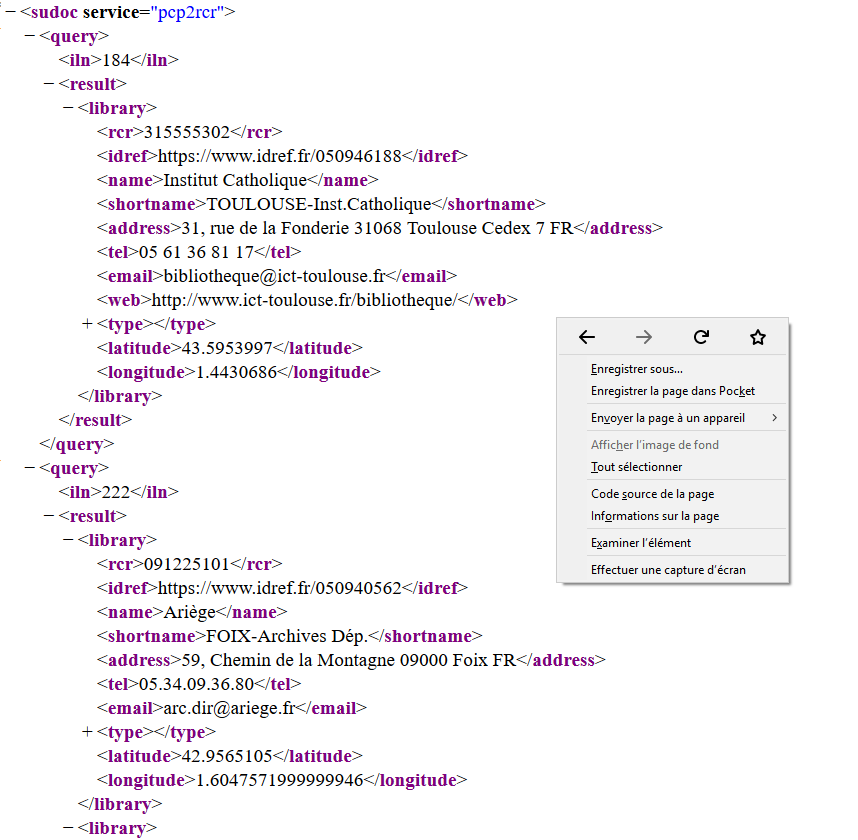 − <sudoc service="pcp2rcr">
− <query>
<iln>184</iln>
− <result>
− <library>
<rcr>315555302</rcr>
<idref>https://www.idref.fr/050946188</idref>
<name>Institut Catholique</name>
<shortname>TOULOUSE-Inst.Catholique</shortname>
<address>31, rue de la Fonderie 31068 Toulouse Cedex 7 FR</address>
<tel>05 61 36 81 17</tel>
<email>bibliotheque@ict-toulouse.fr</email>
<web>http://www.ict-toulouse.fr/bibliotheque/</web>
+ <type></type>
<latitude>43.5953997</latitude>
<longitude>1.4430686</longitude>
</library>
</result>
</query>
− <query>
<iln>222</iln>
− <result>
− <library>
<rcr>091225101</rcr>
<idref>https://www.idref.fr/050940562</idref>
<name>Ariège</name>
<shortname>FOIX-Archives Dép.</shortname>
<address>59, Chemin de la Montagne 09000 Foix FR</address>
<tel>05.34.09.36.80</tel>
<email>arc.dir@ariege.fr</email>
+ <type></type>
<latitude>42.9565105</latitude>
<longitude>1.6047571999999946</longitude>
</library>
− <library>
Enregistrer sous...
Enregistrer la page dans Pocket
Envoyer la page à un appareil
Afficher l'image de fond
Tout sélectionner
Code source de la page
Informations sur la page
Examiner l'élément
Effectuer une capture d'écran